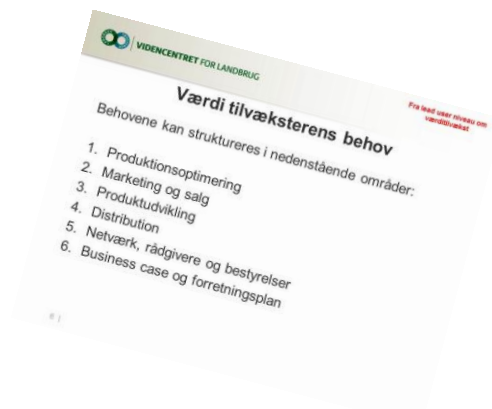 VIDENCENTRET FOR LANDBRUG
Fra lead user niveau om
værditilvækst
Værdi tilvæksterens behov
Behovene kan struktureres i nedenstående områder:
1. Produktionsoptimering
2. Marketing og salg
3. Produktudvikling
4. Distribution
5. Netværk, rådgivere og bestyrelser
6. Business case og forretningsplan